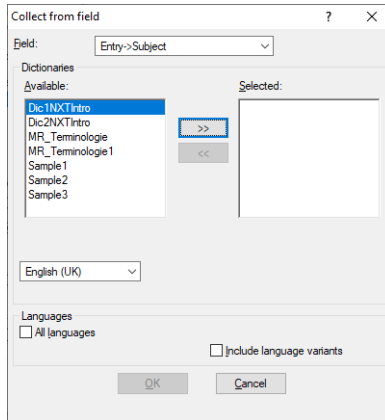 Collect from field ? ×
Field: Entry->Subject
Dictionaries
Available: Selected:
Dic1NXTIntro
Dic2NXTIntro
MR_Terminologie
MR_Terminologie1
Sample1
Sample2
Sample3
>>
<<
English (UK)
Languages
All languages
Include language variants
OK Cancel